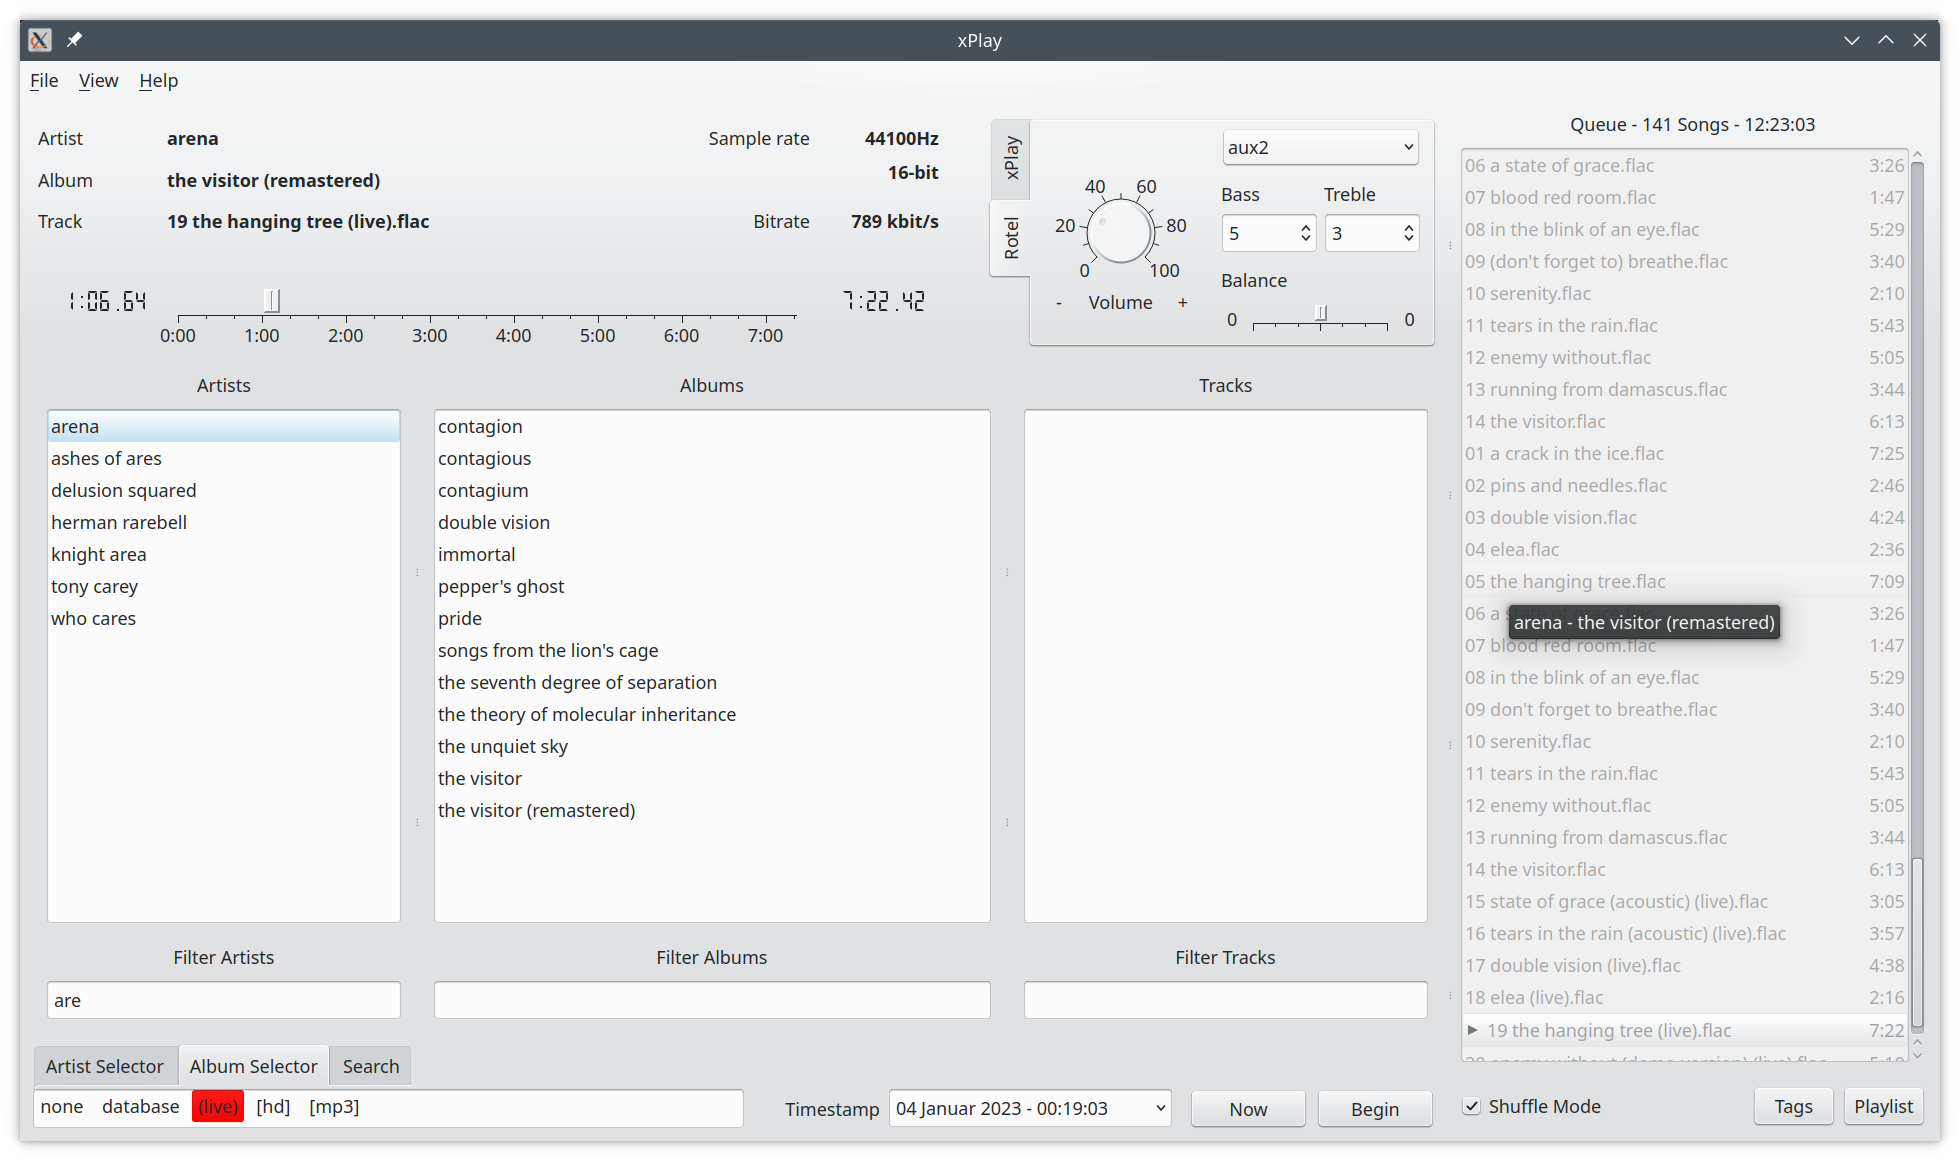 xPlay
File View Help
Artist arena
Album the visitor (remastered)
Track 19 the hanging tree (live).flac
Sample rate 44100Hz
16-bit
Bitrate 789 kbit/s
1:06.64
7:22.42
0:00 1:00 2:00 3:00 4:00 5:00 6:00 7:00
xPlay
Rotel
40 60
20 80
0 100
- Volume +
aux2
Bass Treble
5 3
Balance
0 0
Artists
arena
ashes of ares
delusion squared
herman rarebell
knight area
tony carey
who cares
Filter Artists
are
Albums
contagion
contagious
contagium
double vision
immortal
pepper's ghost
pride
songs from the lion's cage
the seventh degree of separation
the theory of molecular inheritance
the unquiet sky
the visitor
the visitor (remastered)
Filter Albums
Tracks
Filter Tracks
Artist Selector Album Selector Search
none database (live) [hd] [mp3]
Timestamp 04 Januar 2023 - 00:19:03 Now Begin
Queue - 141 Songs - 12:23:03
06 a state of grace.flac 3:26
07 blood red room.flac 1:47
08 in the blink of an eye.flac 5:29
09 (don't forget to) breathe.flac 3:40
10 serenity.flac 2:10
11 tears in the rain.flac 5:43
12 enemy without.flac 5:05
13 running from damascus.flac 3:44
14 the visitor.flac 6:13
01 a crack in the ice.flac 7:25
02 pins and needles.flac 2:46
03 double vision.flac 4:24
04 elea.flac 2:36
05 the hanging tree.flac 7:09
06 a state of grace.flac 3:26
arena - the visitor (remastered)
07 blood red room.flac 1:47
08 in the blink of an eye.flac 5:29
09 don't forget to breathe.flac 3:40
10 serenity.flac 2:10
11 tears in the rain.flac 5:43
12 enemy without.flac 5:05
13 running from damascus.flac 3:44
14 the visitor.flac 6:13
15 state of grace (acoustic) (live).flac 3:05
16 tears in the rain (acoustic) (live).flac 3:57
17 double vision (live).flac 4:38
18 elea (live).flac 2:16
19 the hanging tree (live).flac 7:22
20 enemy without (demo version) (live).flac
Shuffle Mode Tags Playlist